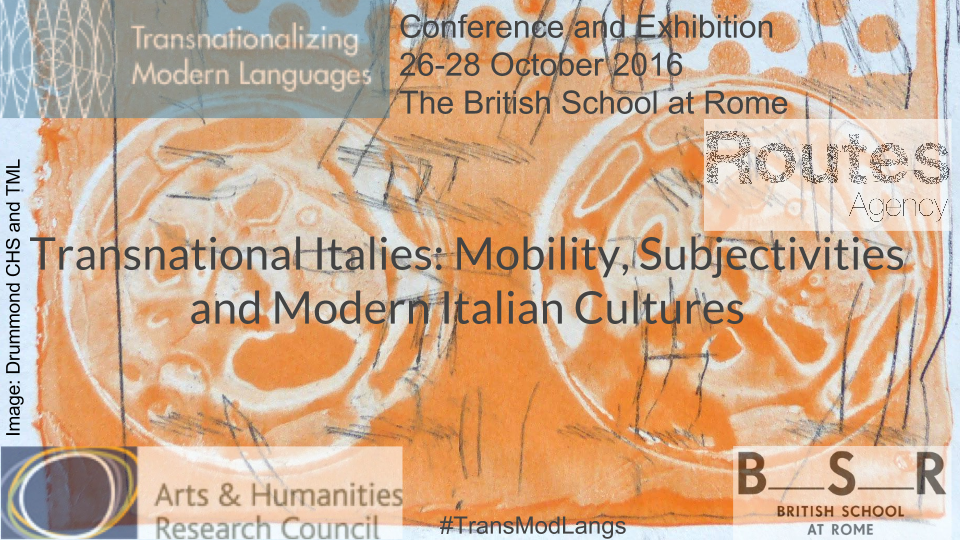 Transnationalizing
Modern Languages
Conference and Exhibition
26-28 October 2016
The British School at Rome
Routes
Agency
Image: Drummond CHS and TML
Transnational Italies: Mobility, Subjectivities
and Modern Italian Cultures
Arts & Humanities
Research Council
#TransModLangs
B__S__R
BRITISH SCHOOL
AT ROME